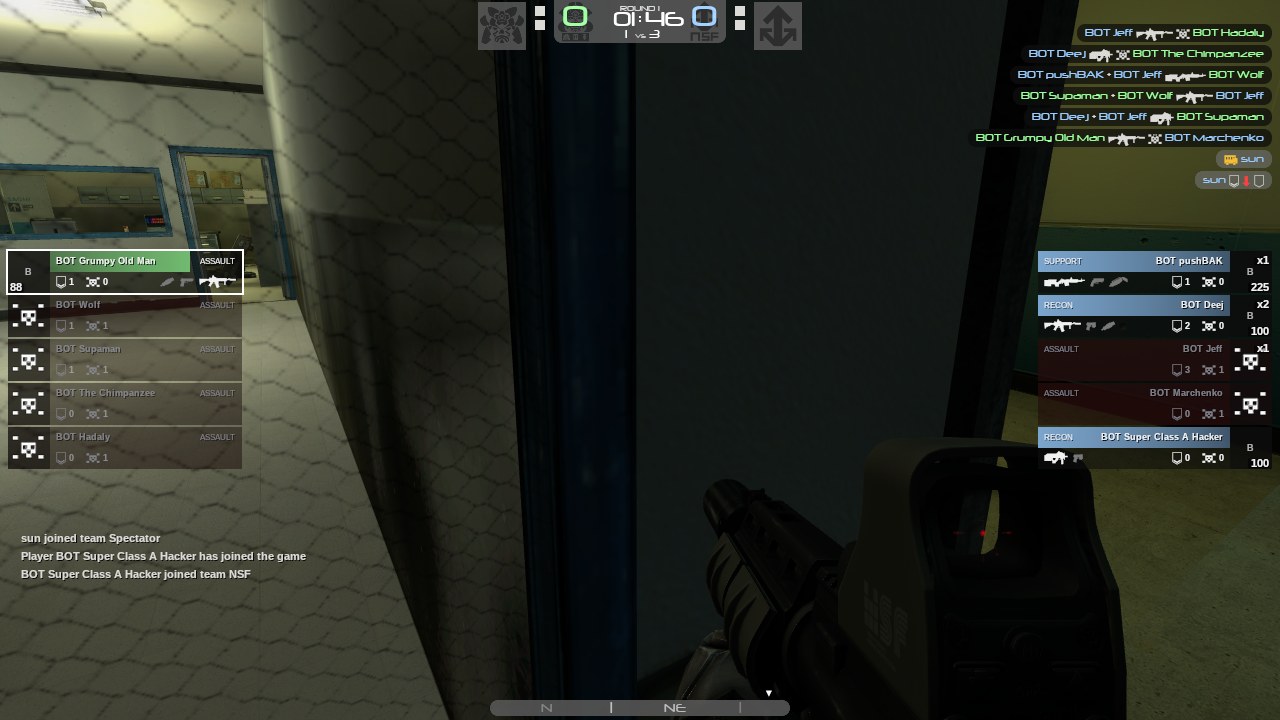 ROUND 1
0 01:46 0
1 vs 3
NSF
BOT Jeff BOT Hadaly
BOT Deej BOT The Chimpanzee
BOT pushBAK + BOT Jeff BOT Wolf
BOT Supaman + BOT Wolf BOT Jeff
BOT Deej + BOT Jeff BOT Supaman
BOT Grumpy Old Man BOT Marchenko
sun
sun
B
88
BOT Grumpy Old Man ASSAULT
1 0
BOT Wolf ASSAULT
1 1
BOT Supaman ASSAULT
1 1
BOT The Chimpanzee ASSAULT
0 1
BOT Hadaly ASSAULT
0 1
SUPPORT BOT pushBAK x1
B
1 0 225
RECON BOT Deej x2
B
2 0 100
ASSAULT BOT Jeff x1
3 1
ASSAULT BOT Marchenko
0 1
RECON BOT Super Class A Hacker
B
0 0 100
sun joined team Spectator
Player BOT Super Class A Hacker has joined the game
BOT Super Class A Hacker joined team NSF
N | NE |